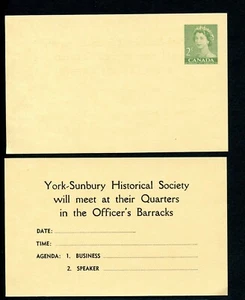 2
CANADA
York-Sunbury Historical Society
will meet at their Quarters
in the Officer's Barracks
DATE:
TIME:
AGENDA: 1. BUSINESS
2. SPEAKER